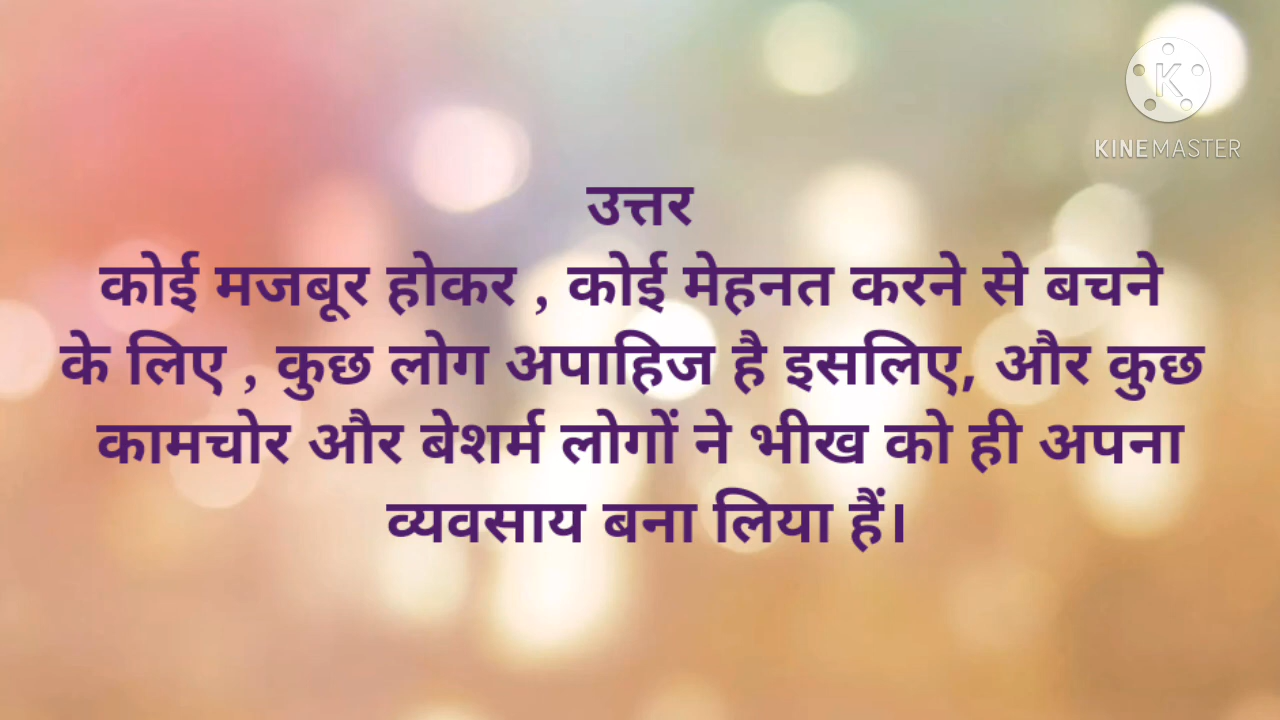 KINEMASTER
उत्तर
कोई मजबूर होकर , कोई मेहनत करने से बचने
के लिए , कुछ लोग अपाहिज है इसलिए, और कुछ
कामचोर और बेशर्म लोगों ने भीख को ही अपना
व्यवसाय बना लिया हैं।